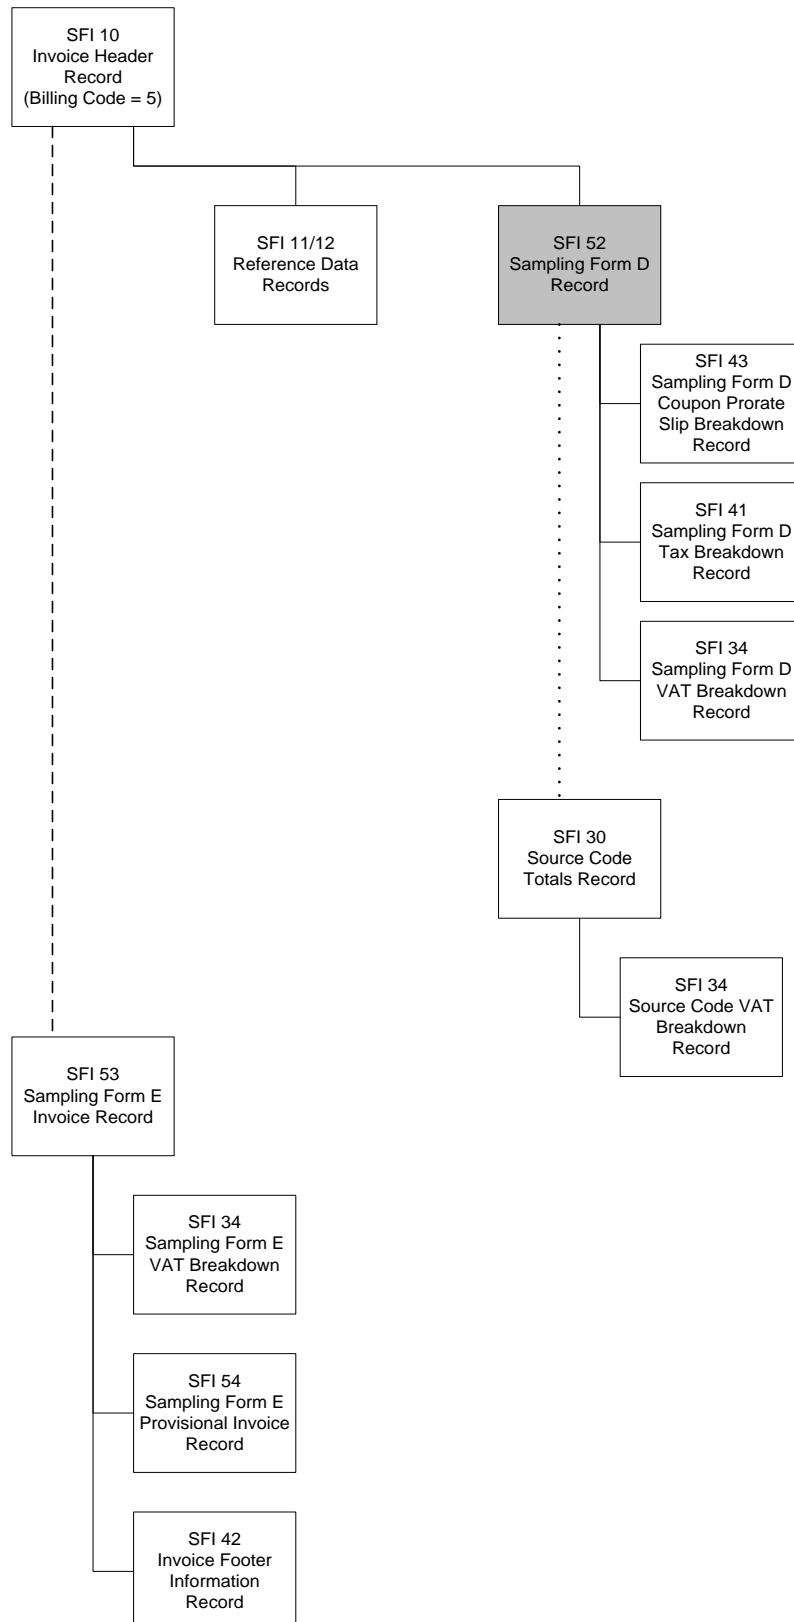 SFI 10
Invoice Header
Record
(Billing Code = 5)
SFI 11/12
Reference Data
Records
SFI 52
Sampling Form D
Record
SFI 43
Sampling Form D
Coupon Prorate
Slip Breakdown
Record
SFI 41
Sampling Form D
Tax Breakdown
Record
SFI 34
Sampling Form D
VAT Breakdown
Record
SFI 30
Source Code
Totals Record
SFI 34
Source Code VAT
Breakdown
Record
SFI 53
Sampling Form E
Invoice Record
SFI 34
Sampling Form E
VAT Breakdown
Record
SFI 54
Sampling Form E
Provisional Invoice
Record
SFI 42
Invoice Footer
Information
Record